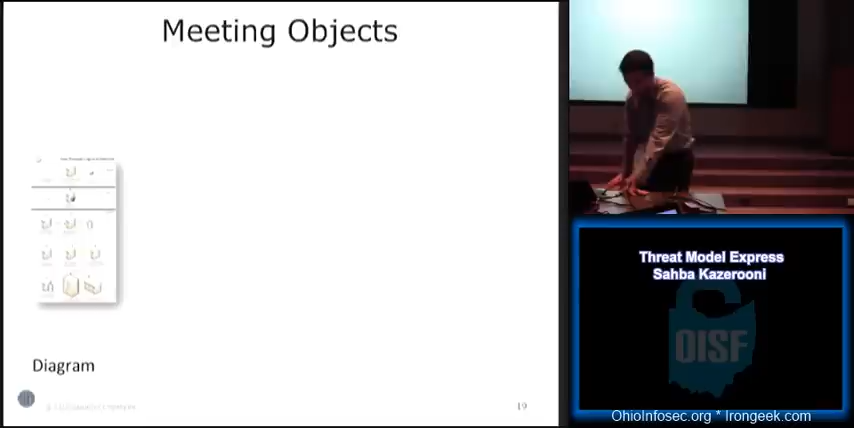 Meeting Objects
Diagram
19
Threat Model Express
Sahba Kazerooni
OISF
OhioInfosec.org * Irongeek.com